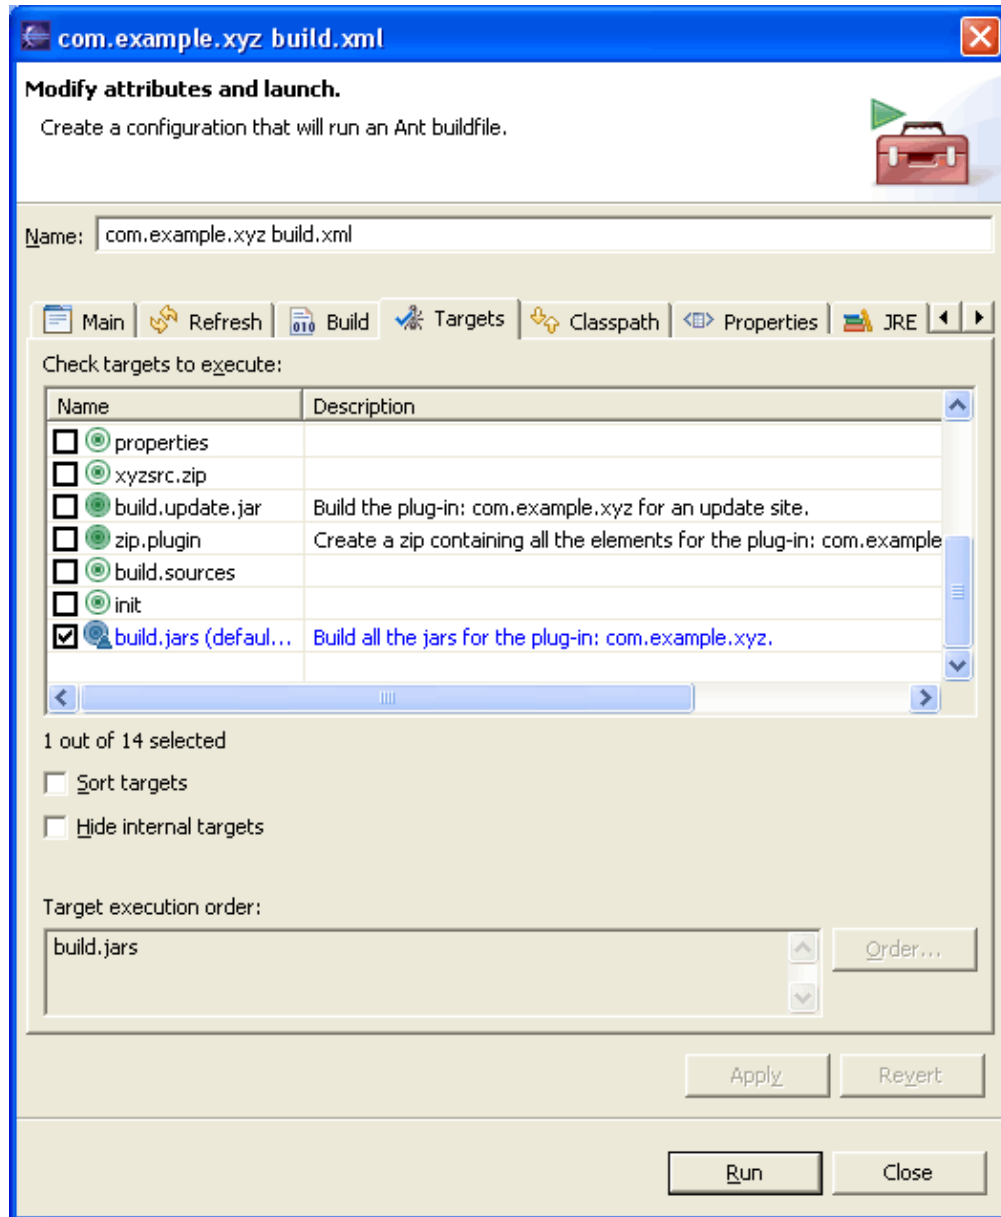 com.example.xyz build.xml
Modify attributes and launch.
Create a configuration that will run an Ant buildfile.
Name: com.example.xyz build.xml
Main Refresh 010 Build Targets Classpath Properties JRE
Check targets to execute:
Name Description
properties
xyzsrc.zip
build.update.jar Build the plug-in: com.example.xyz for an update site.
zip.plugin Create a zip containing all the elements for the plug-in: com.example
build.sources
init
build.jars (defaul... Build all the jars for the plug-in: com.example.xyz.
1 out of 14 selected
Sort targets
Hide internal targets
Target execution order:
build.jars
Order...
Apply Revert
Run Close